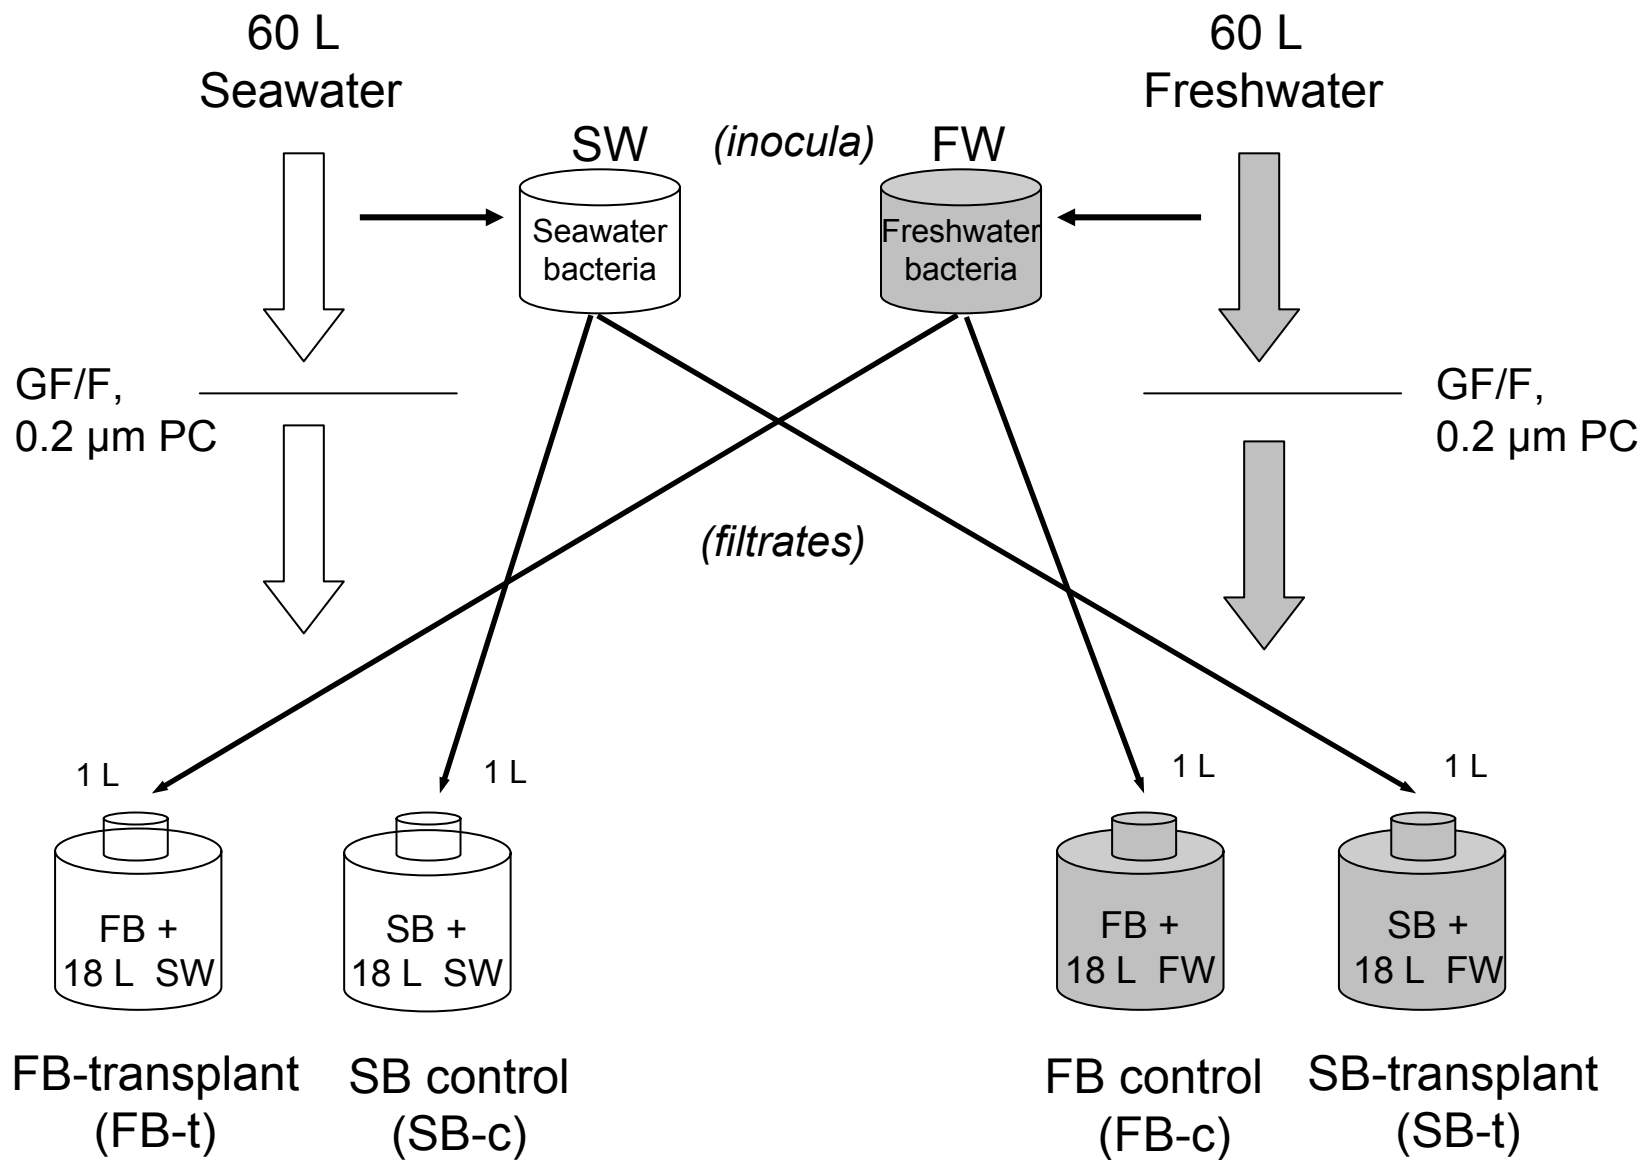 60 L
Seawater
60 L
Freshwater
SW
(inocula)
FW
Seawater
bacteria
Freshwater
bacteria
GF/F,
0.2 µm PC
GF/F,
0.2 µm PC
(filtrates)
1 L
1 L
1 L
1 L
FB +
18 L SW
SB +
18 L SW
FB +
18 L FW
SB +
18 L FW
FB-transplant
(FB-t)
SB control
(SB-c)
FB control
(FB-c)
SB-transplant
(SB-t)